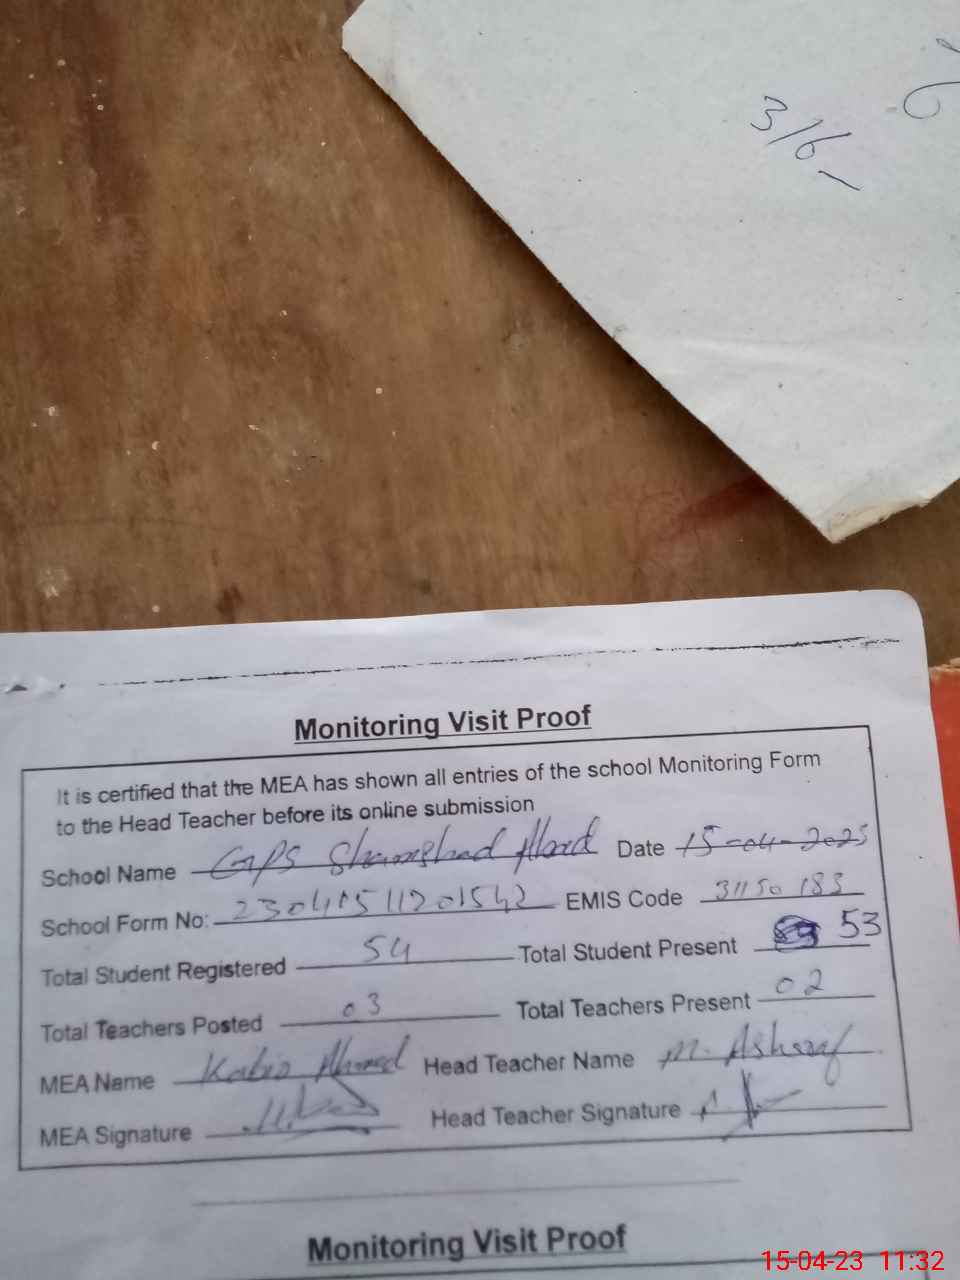 3/6/
Monitoring Visit Proof
It is certified that the MEA has shown all entries of the school Monitoring Form
to the Head Teacher before its online submission
School Name GPS Date 15-04-2023
School Form No: EMIS Code 31150183
Total Student Registered 54 Total Student Present 53
Total Teachers Posted 03 Total Teachers Present 02
MEA Name Kabir Ahmed Head Teacher Name M. Ashraf
MEA Signature Head Teacher Signature
Monitoring Visit Proof
15-04-23 11:32